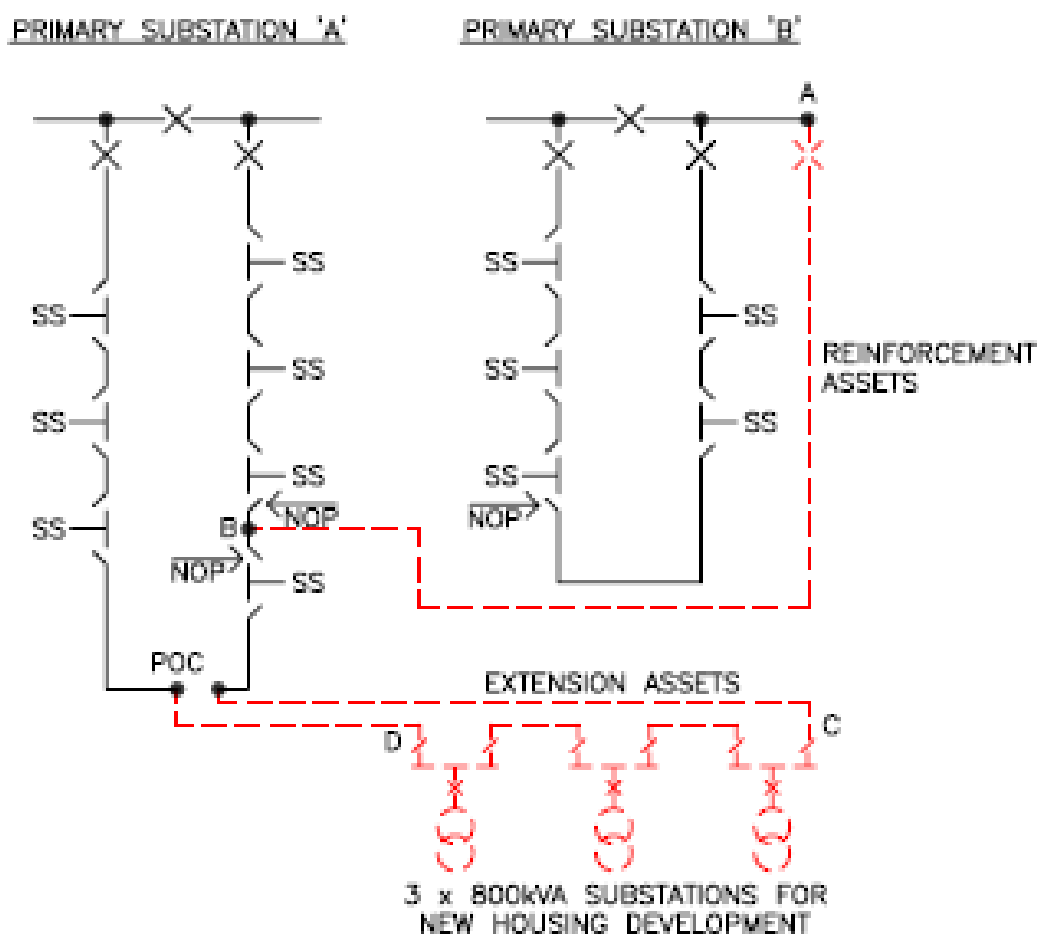 PRIMARY SUBSTATION 'A'
PRIMARY SUBSTATION 'B'
A
SS
SS
SS
SS
REINFORCEMENT
ASSETS
SS
SS
SS
SS
SS
NOP
NOP
B
SS
NOP
SS
POC
EXTENSION ASSETS
D
C
3 x 800kVA SUBSTATIONS FOR
NEW HOUSING DEVELOPMENT